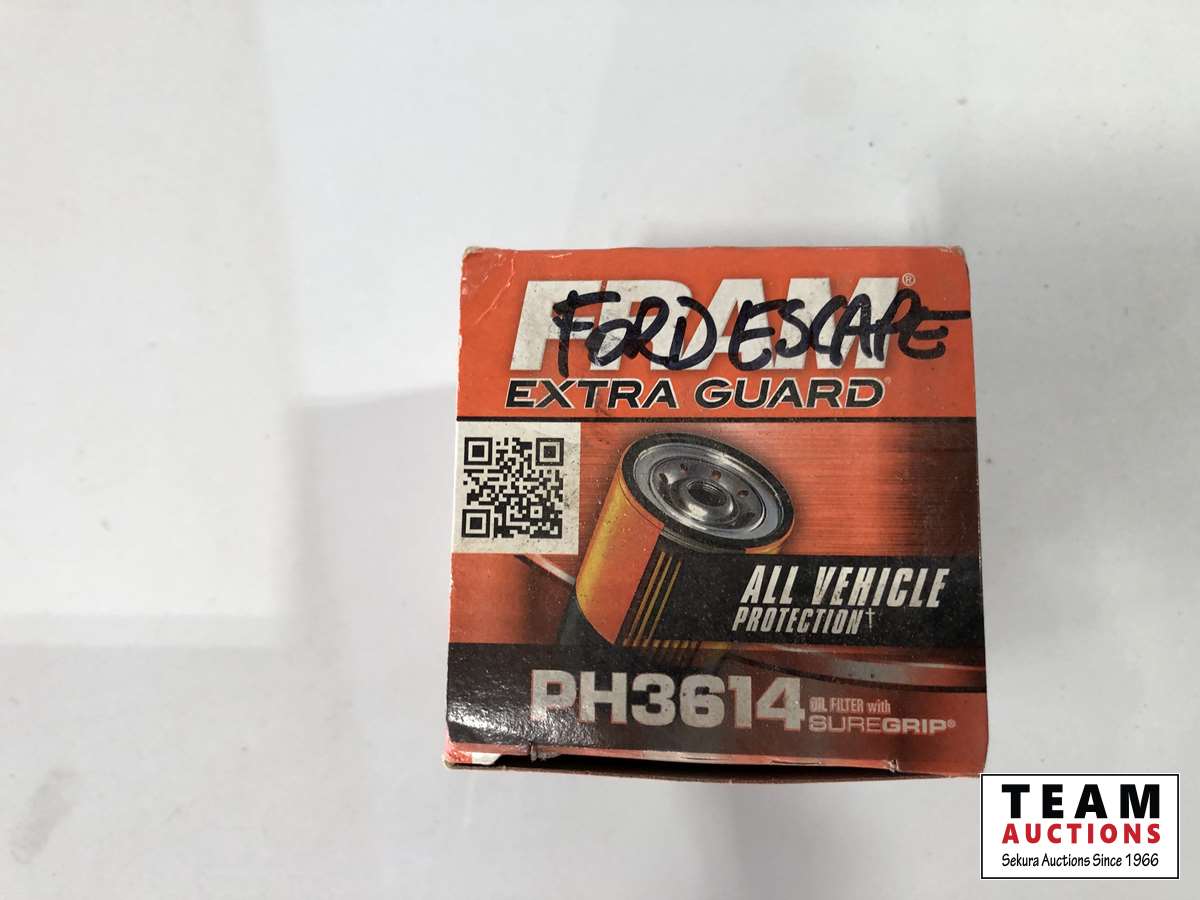 FRAM®
FORD ESCAPE
EXTRA GUARD®
ALL VEHICLE
PROTECTION†
PH3614
OIL FILTER with
SUREGRIP®
TEAM
AUCTIONS
Sekura Auctions Since 1966